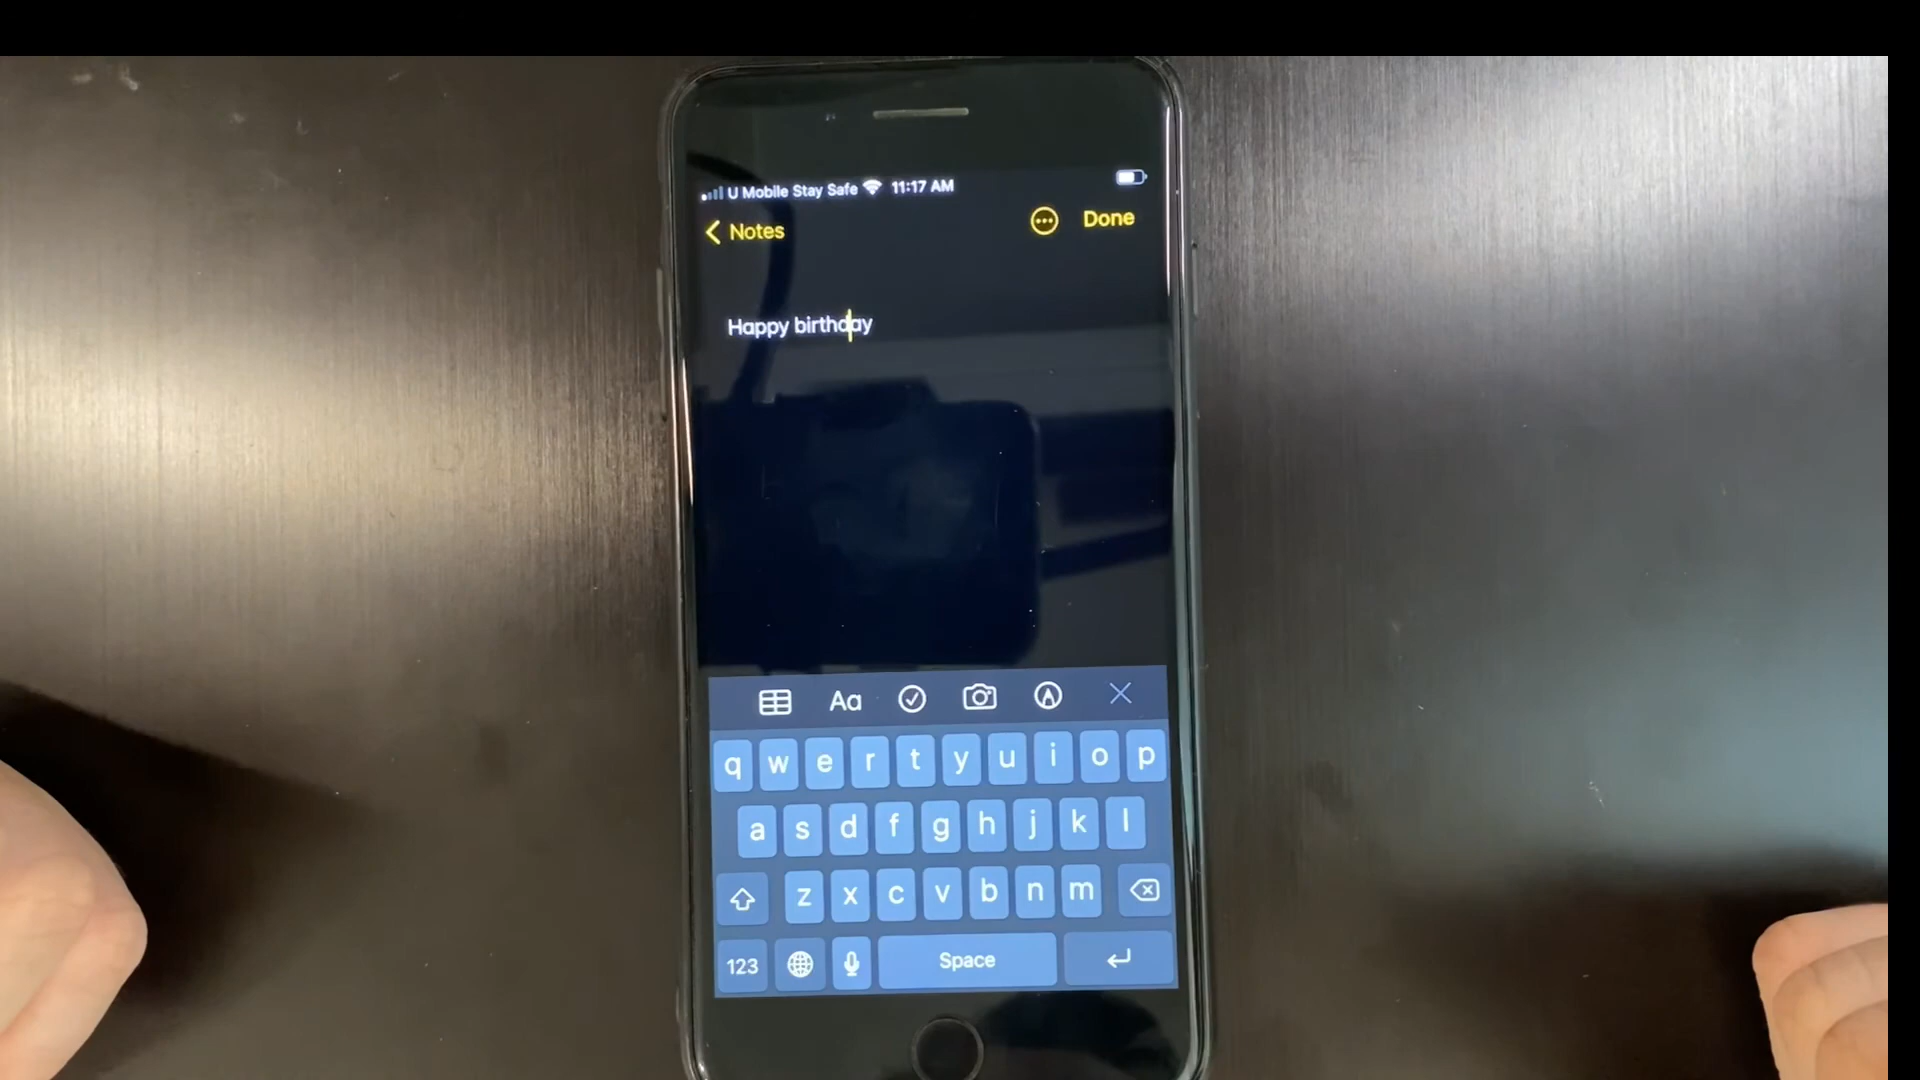 U Mobile Stay Safe 11:17 AM
Notes
Done
Happy birthday
Aa
q w e r t y u i o p
a s d f g h j k l
z x c v b n m
123 Space